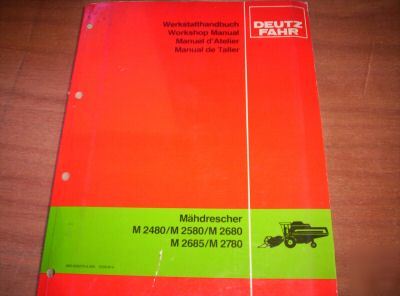 Werkstatthandbuch
Workshop Manual
Manuel d'Atelier
Manual de Taller
DEUTZ
FAHR
Mähdrescher
M 2480/M 2580/M 2680
M 2685/M 2780